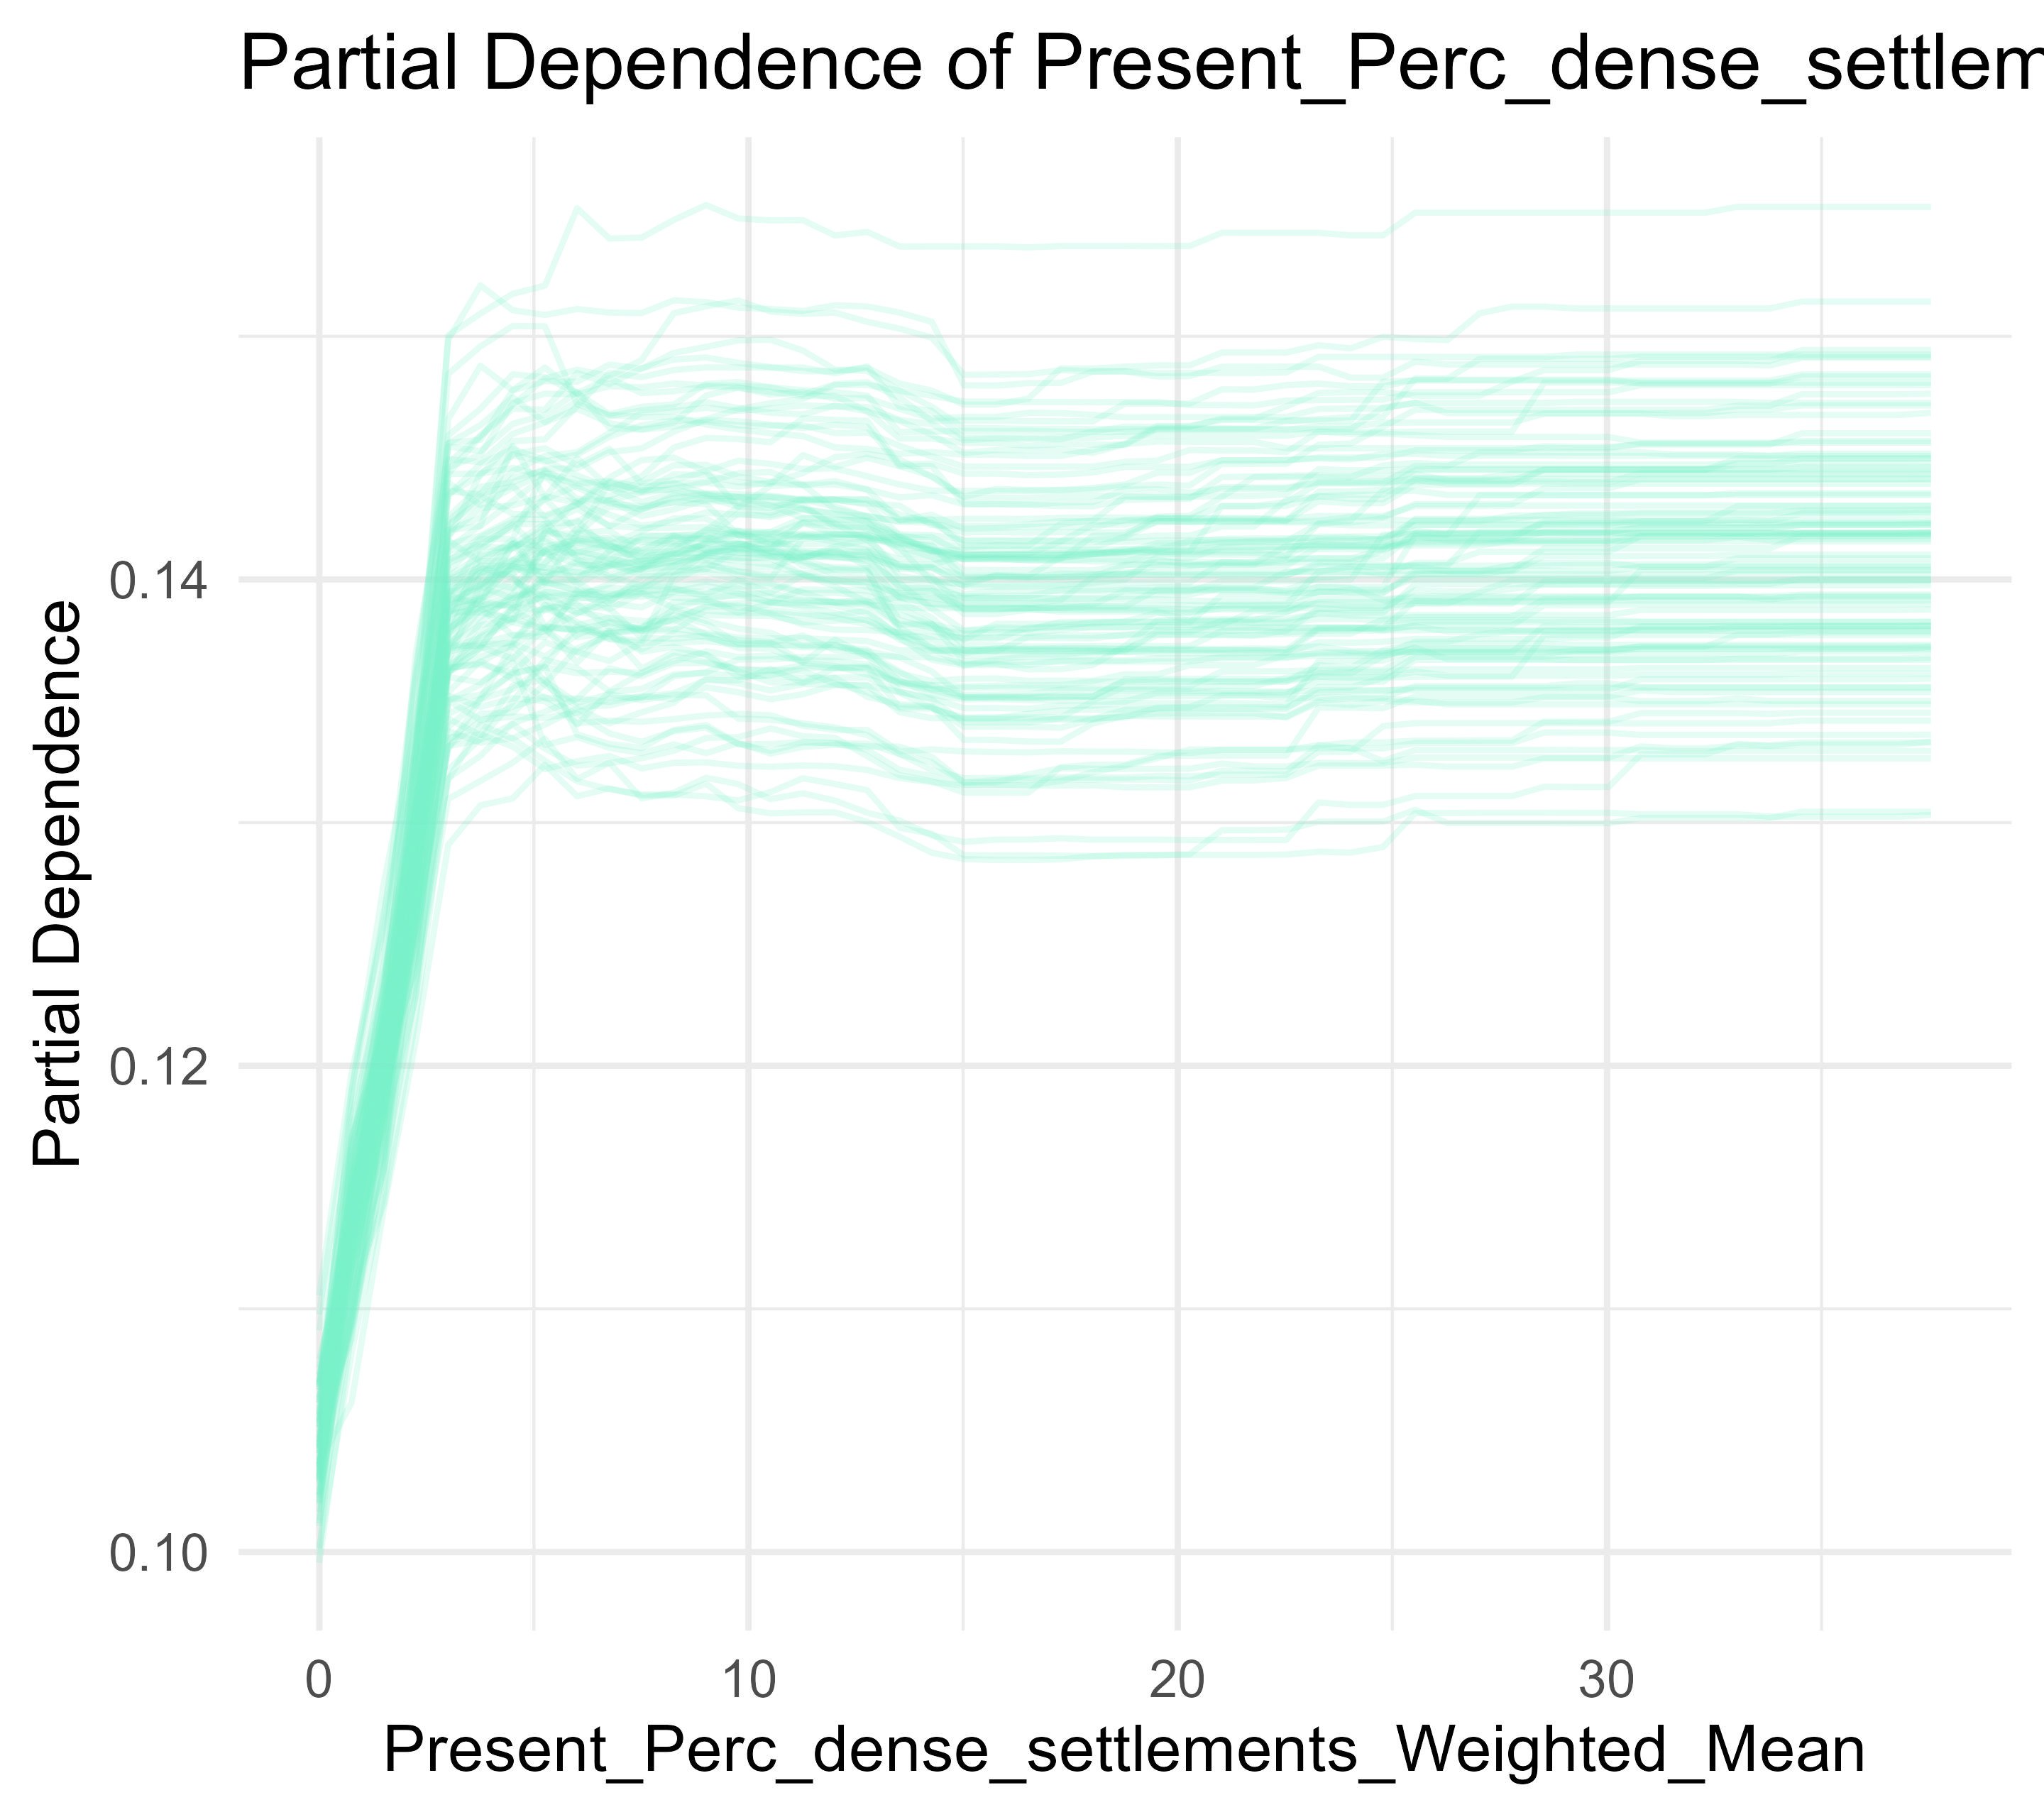 Partial Dependence of Present_Perc_dense_settlem
Partial Dependence
0.14
0.12
0.10
0 10 20 30
Present_Perc_dense_settlements_Weighted_Mean